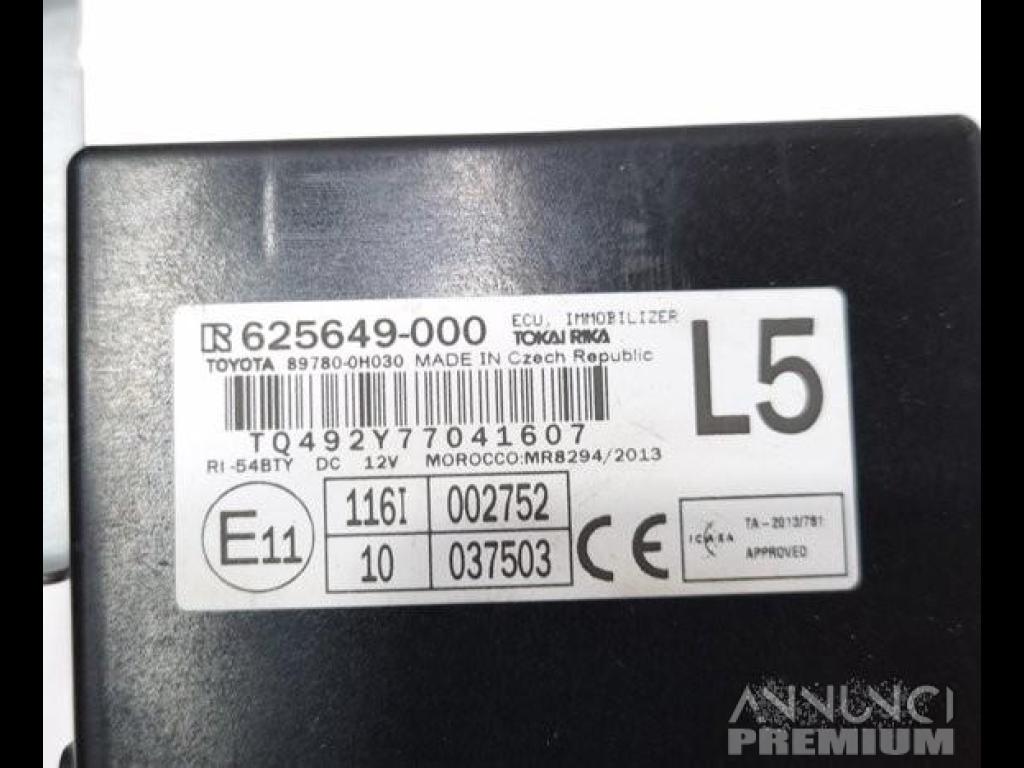 625649-000 ECU, IMMOBILIZER
TOKAI RIKA
TOYOTA 89780-0H030 MADE IN Czech Republic
L5
TQ492Y77041607
RI-54BTY DC 12V MOROCCO:MR8294/2013
E11
116I 002752
10 037503
CE
ICASA
TA-2013/781
APPROVED
ANNUNCI
PREMIUM